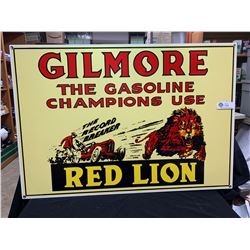 GILMORE
THE GASOLINE
CHAMPIONS USE
THE
RECORD
BREAKER
RED LION